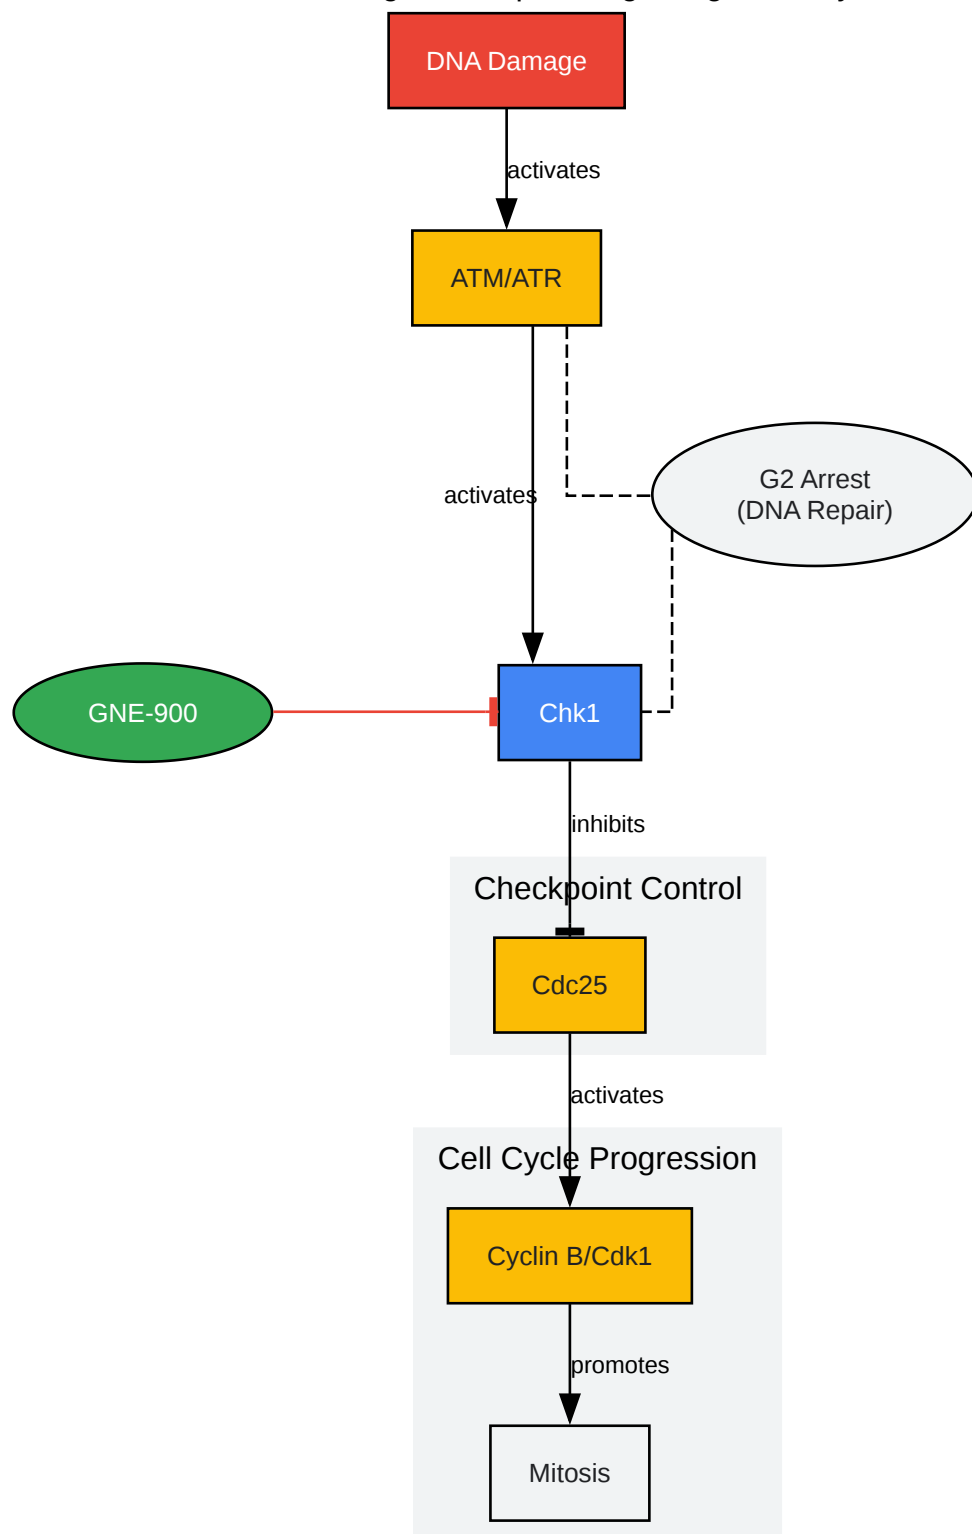 DNA Damage
activates
ATM/ATR
activates
G2 Arrest
(DNA Repair)
GNE-900
Chk1
inhibits
Checkpoint Control
Cdc25
activates
Cell Cycle Progression
Cyclin B/Cdk1
promotes
Mitosis